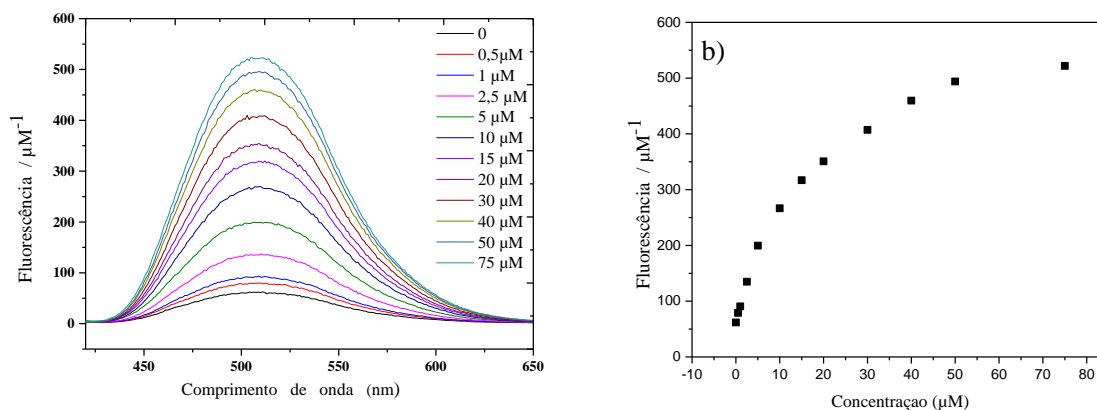 600
500
400
300
200
100
0
Fluorescência / µM-1
450
500
550
600
650
Comprimento de onda (nm)
0
0,5µM
1 µM
2,5 µM
5 µM
10 µM
15 µM
20 µM
30 µM
40 µM
50 µM
75 µM
b)
600
500
400
300
200
100
0
Fluorescência / µM-1
-10
0
10
20
30
40
50
60
70
80
Concentraçao (µM)